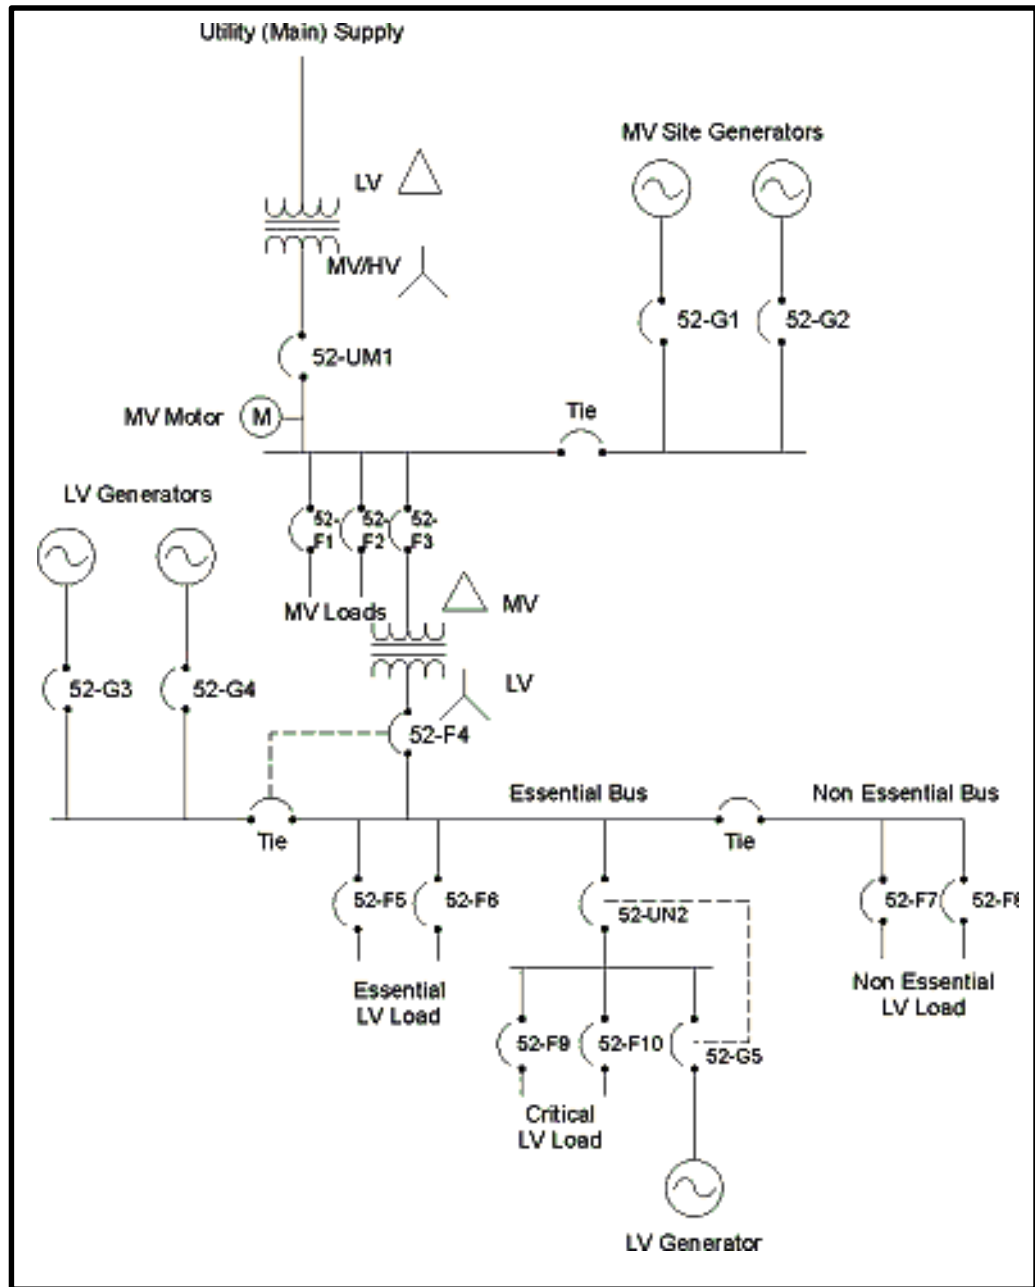 Utility (Main) Supply
MV Site Generators
LV
MV/HV
52-G1
52-G2
52-UM1
MV Motor
M
Tie
LV Generators
52-
F1
52-
F2
52-
F3
MV Loads
MV
LV
52-G3
52-G4
52-F4
Essential Bus
Non Essential Bus
Tie
Tie
52-F5
52-F6
52-UN2
52-F7
Essential
LV Load
Non Essential
LV Load
52-F9
52-F10
52-G5
Critical
LV Load
LV Generator